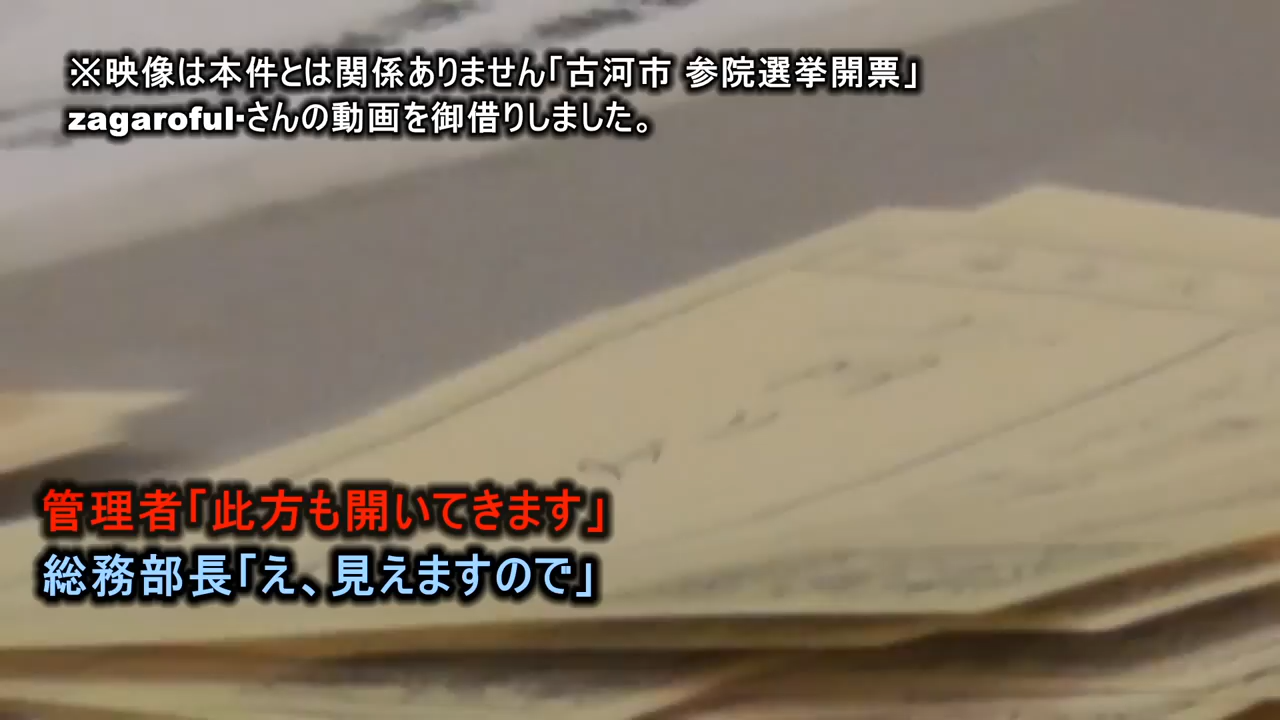 ※映像は本件とは関係ありません「古河市 参院選挙開票」
zagaroful・さんの動画を御借りしました。
管理者「此方も開いてきます」
総務部長「え、見えますので」